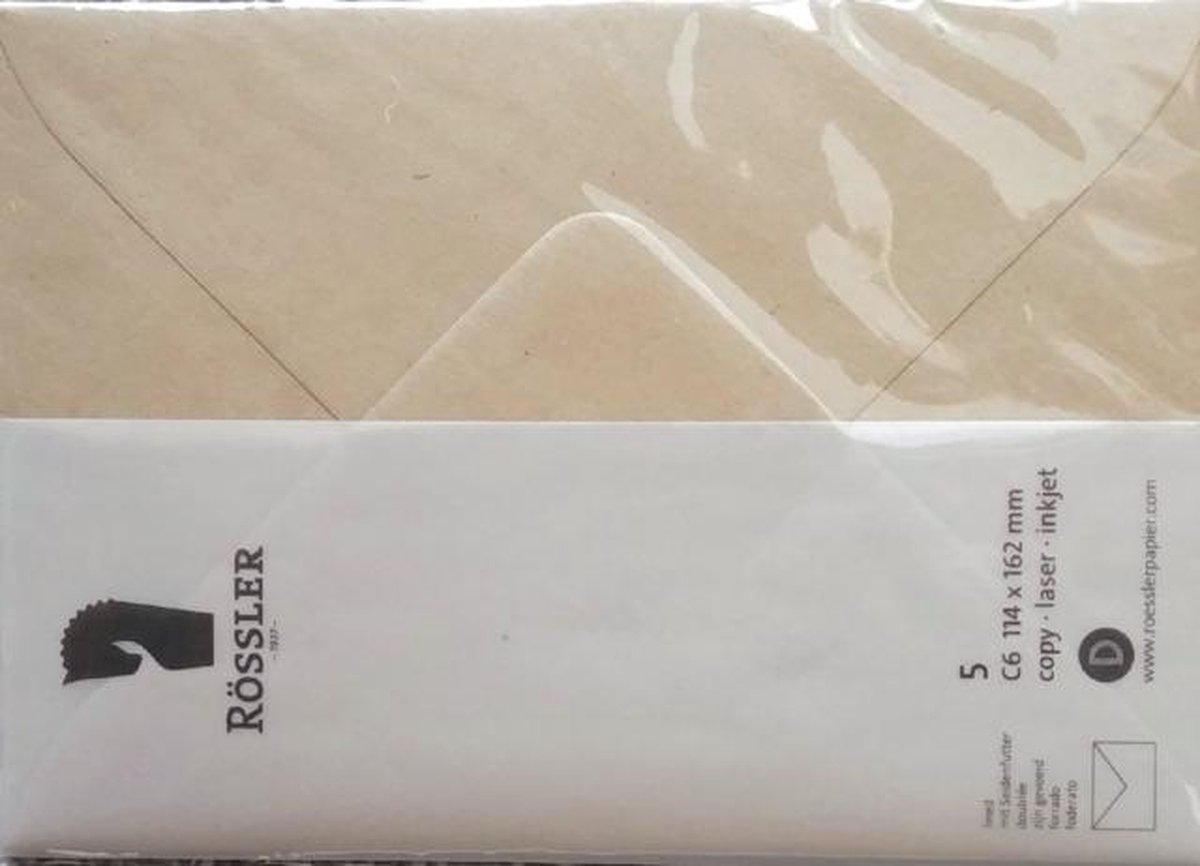 RÖSSLER
–1937–
5
C6 114 x 162 mm
copy · laser · inkjet
D
www.roesslerpapier.com
lined
mit Seidenfutter
doublée
zijn gevoerd
forrado
foderato